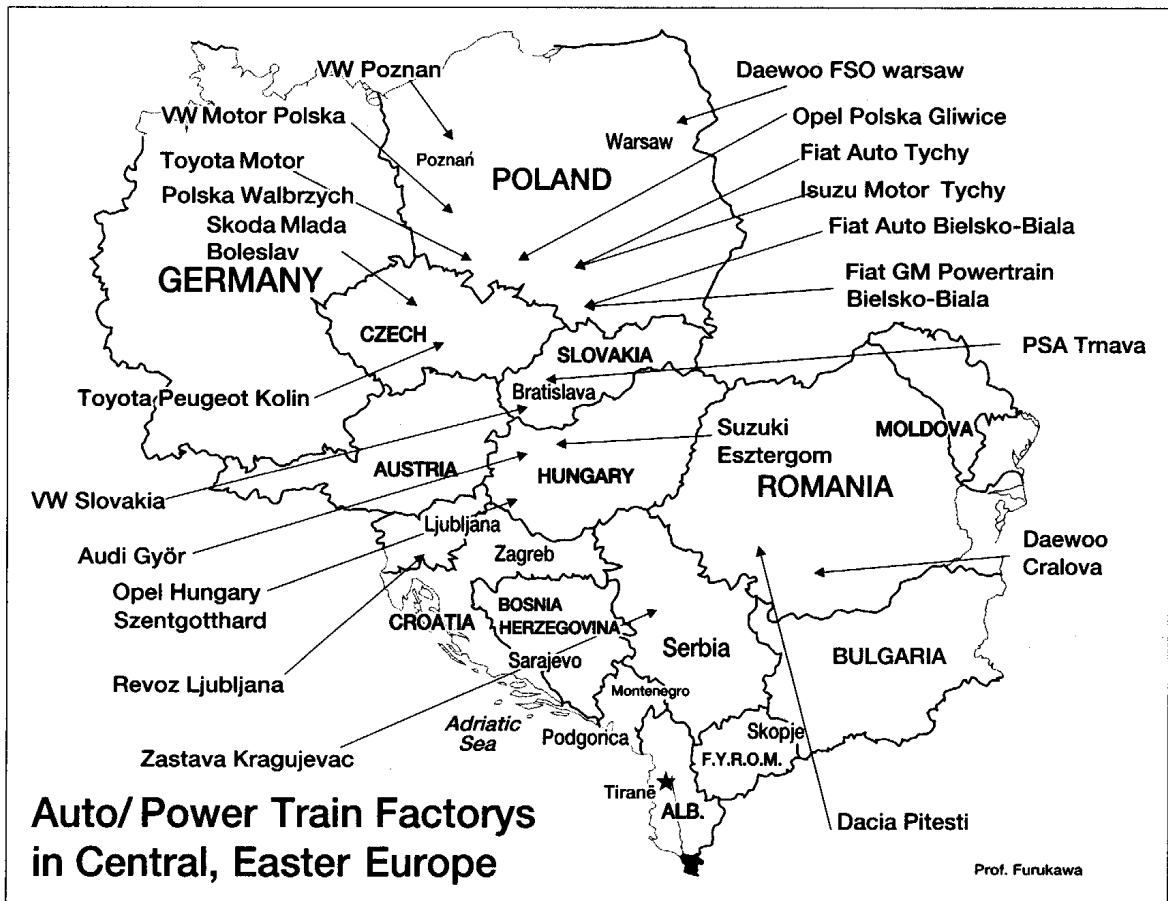 VW Poznan
Daewoo FSO warsaw
VW Motor Polska
Opel Polska Gliwice
Warsaw
Poznań
Toyota Motor
Polska Walbrzych
POLAND
Fiat Auto Tychy
Isuzu Motor Tychy
Skoda Mlada
Boleslav
Fiat Auto Bielsko-Biala
GERMANY
Fiat GM Powertrain
Bielsko-Biala
CZECH
SLOVAKIA
PSA Trnava
Bratislava
Toyota Peugeot Kolin
Suzuki
Esztergom
MOLDOVA
AUSTRIA
HUNGARY
ROMANIA
VW Slovakia
Ljubljana
Audi Györ
Zagreb
Daewoo
Cralova
Opel Hungary
Szentgotthard
BOSNIA
HERZEGOVINA
CROATIA
Serbia
BULGARIA
Sarajevo
Revoz Ljubljana
Montenegro
Adriatic
Sea
Podgorica
Skopje
Zastava Kragujevac
F.Y.R.O.M.
Tiranë
ALB.
Dacia Pitesti
Auto/ Power Train Factorys
in Central, Easter Europe
Prof. Furukawa